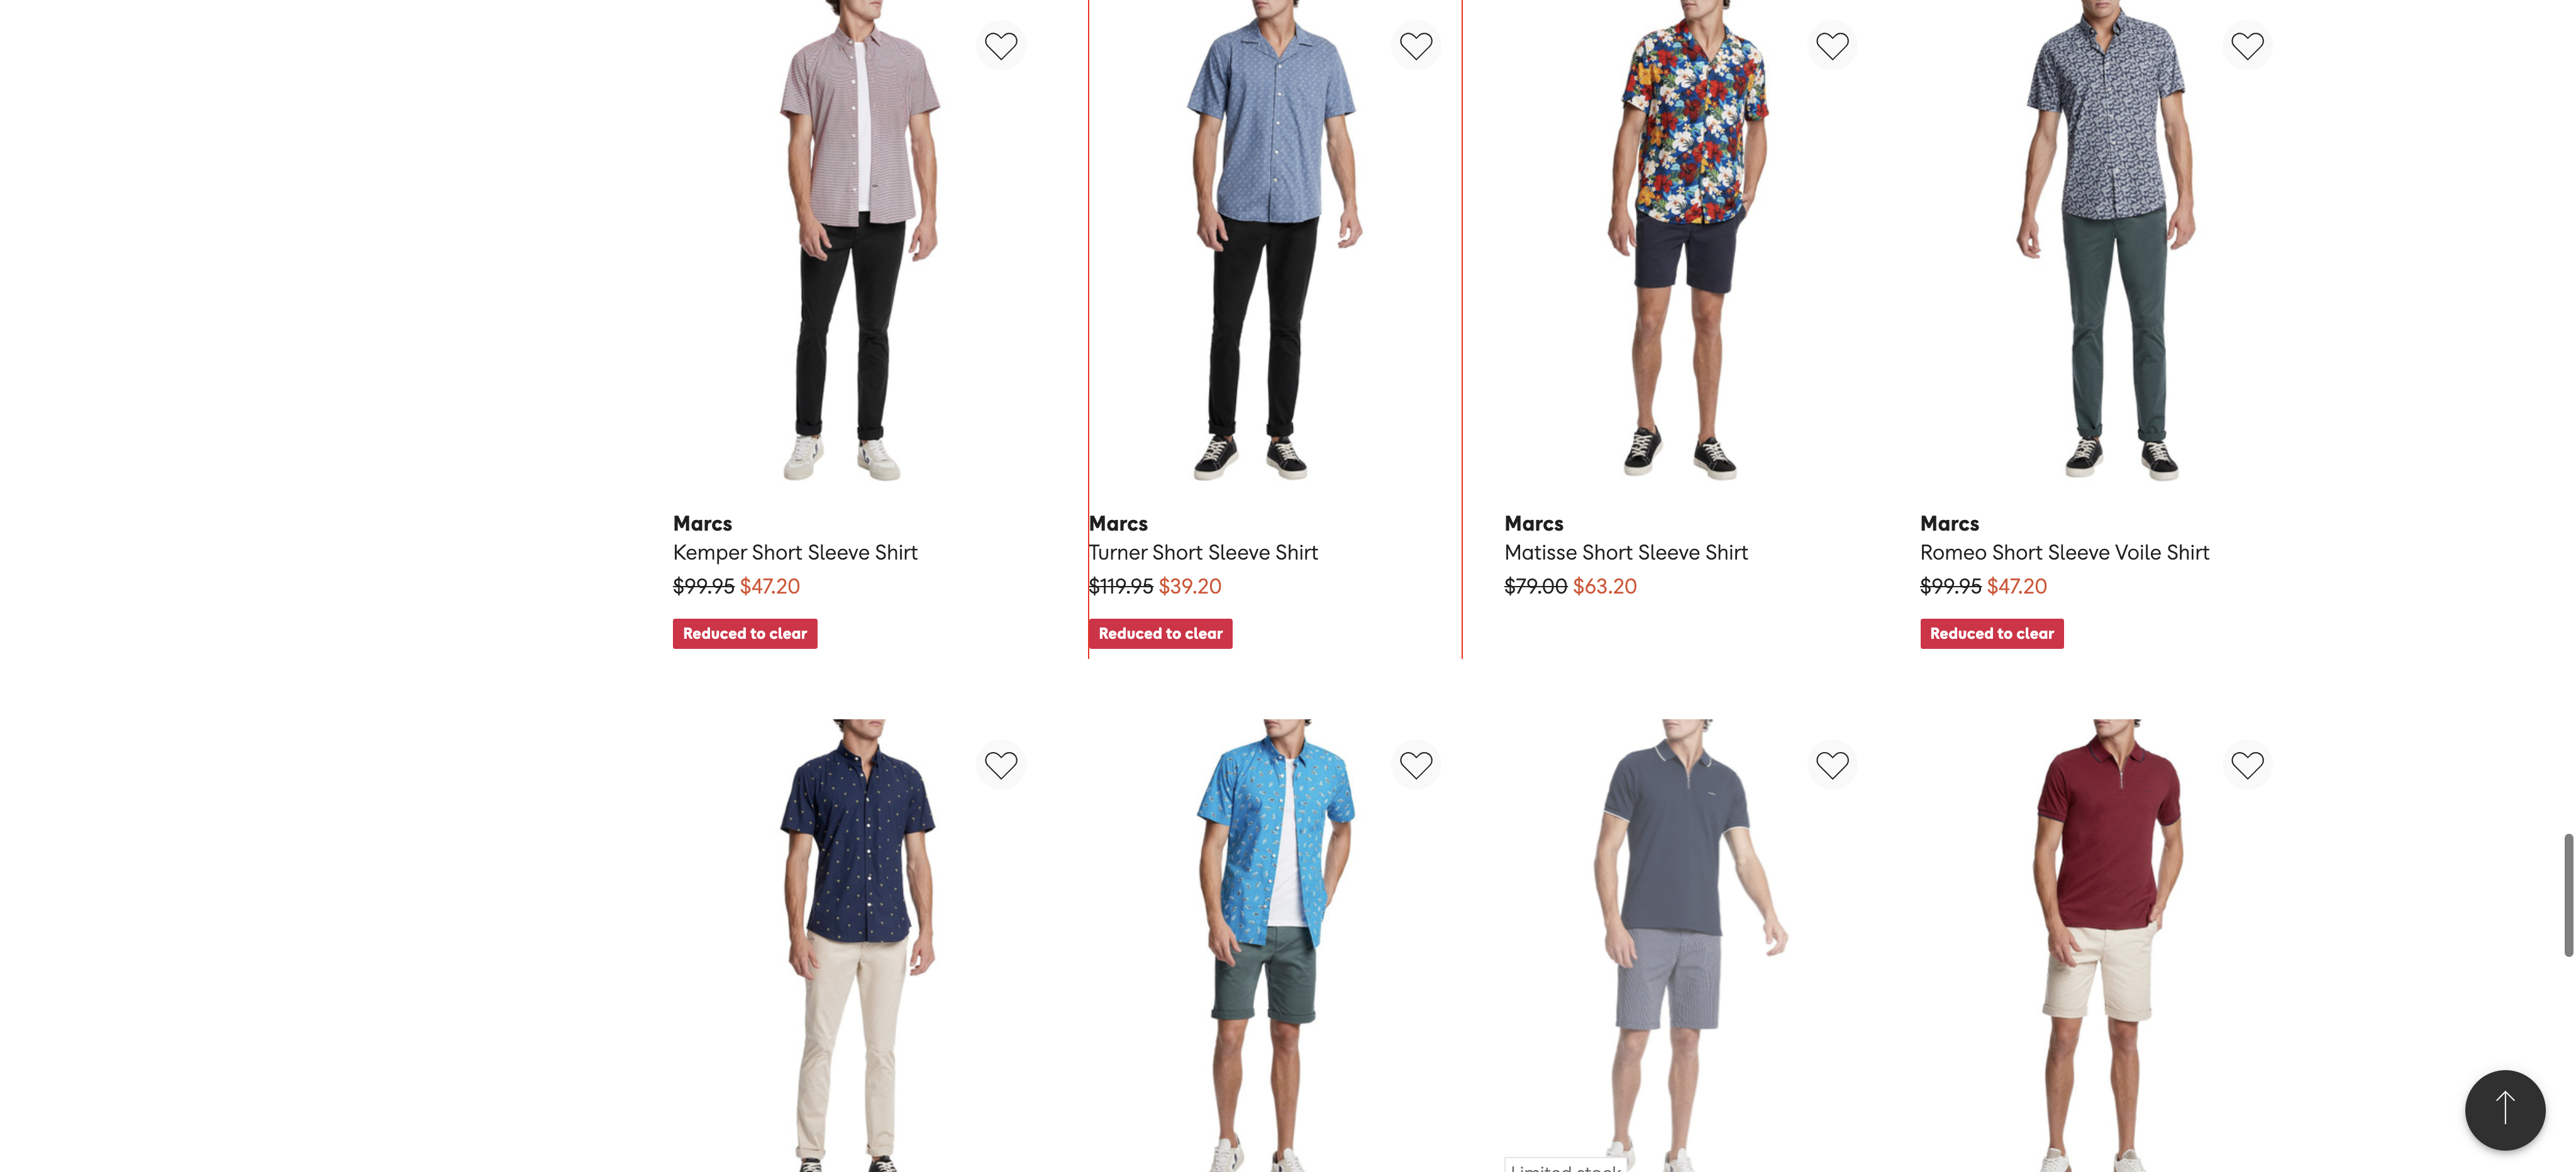 Marcs
Kemper Short Sleeve Shirt
$99.95 $47.20
Reduced to clear
Marcs
Turner Short Sleeve Shirt
$119.95 $39.20
Reduced to clear
Marcs
Matisse Short Sleeve Shirt
$79.00 $63.20
Marcs
Romeo Short Sleeve Voile Shirt
$99.95 $47.20
Reduced to clear
Limited stock